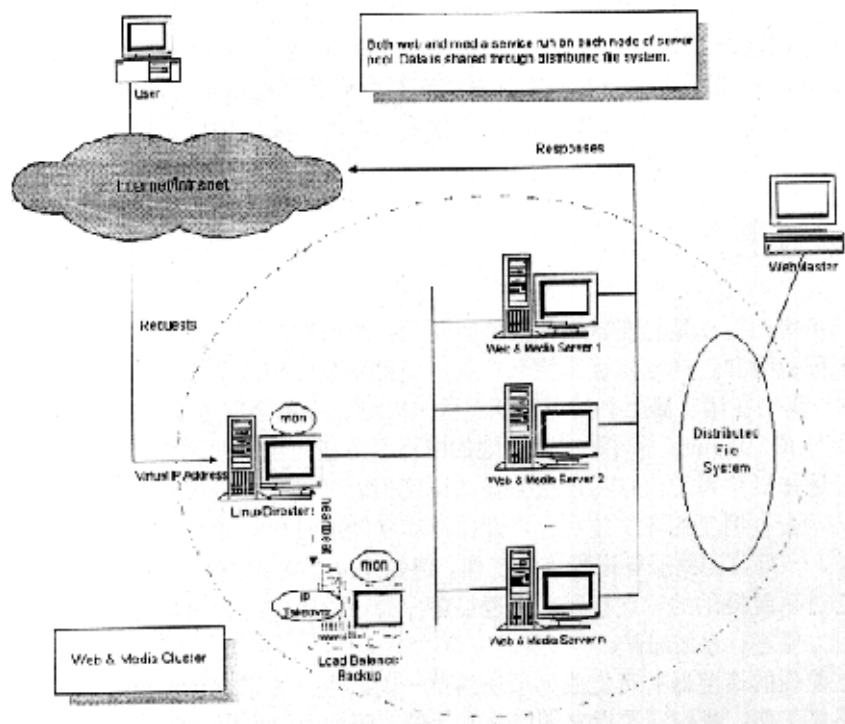 Both web and media service run on each node of server
pool. Data is shared through distributed file system.
User
Internet/Intranet
Responses
WebMaster
Requests
Web & Media Server 1
mon
Virtual IP Address
Web & Media Server 2
Distributed
File
System
heartbeat
mon
IP
Takeover
Web & Media Server n
Web & Media Cluster
Load Balancer
Backup